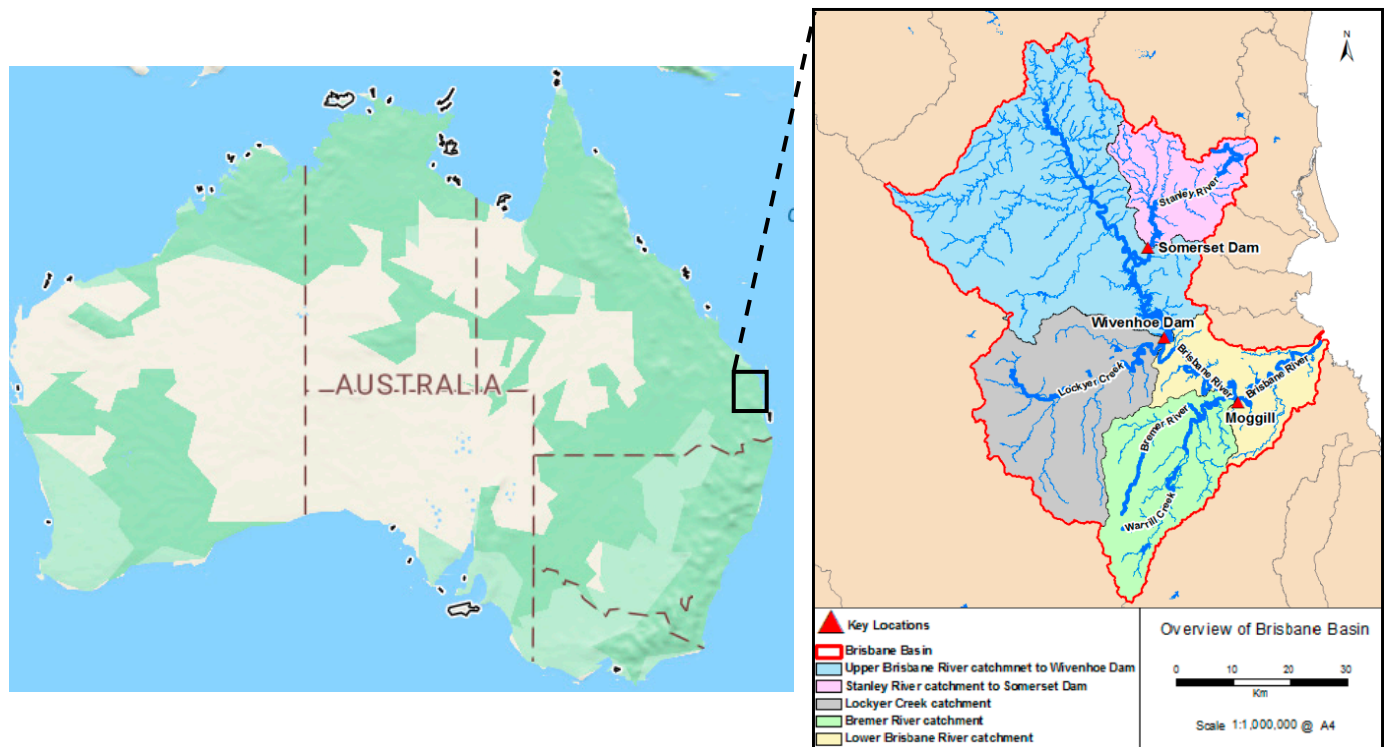 AUSTRALIA
N
Stanley River
Somerset Dam
Wivenhoe Dam
Brisbane River
Brisbane River
Lockyer Creek
Moggill
Bremer River
Warrill Creek
Key Locations
Brisbane Basin
Upper Brisbane River catchmnet to Wivenhoe Dam
Stanley River catchment to Somerset Dam
Lockyer Creek catchment
Bremer River catchment
Lower Brisbane River catchment
Overview of Brisbane Basin
0 10 20 30
Km
Scale 1:1,000,000 @ A4